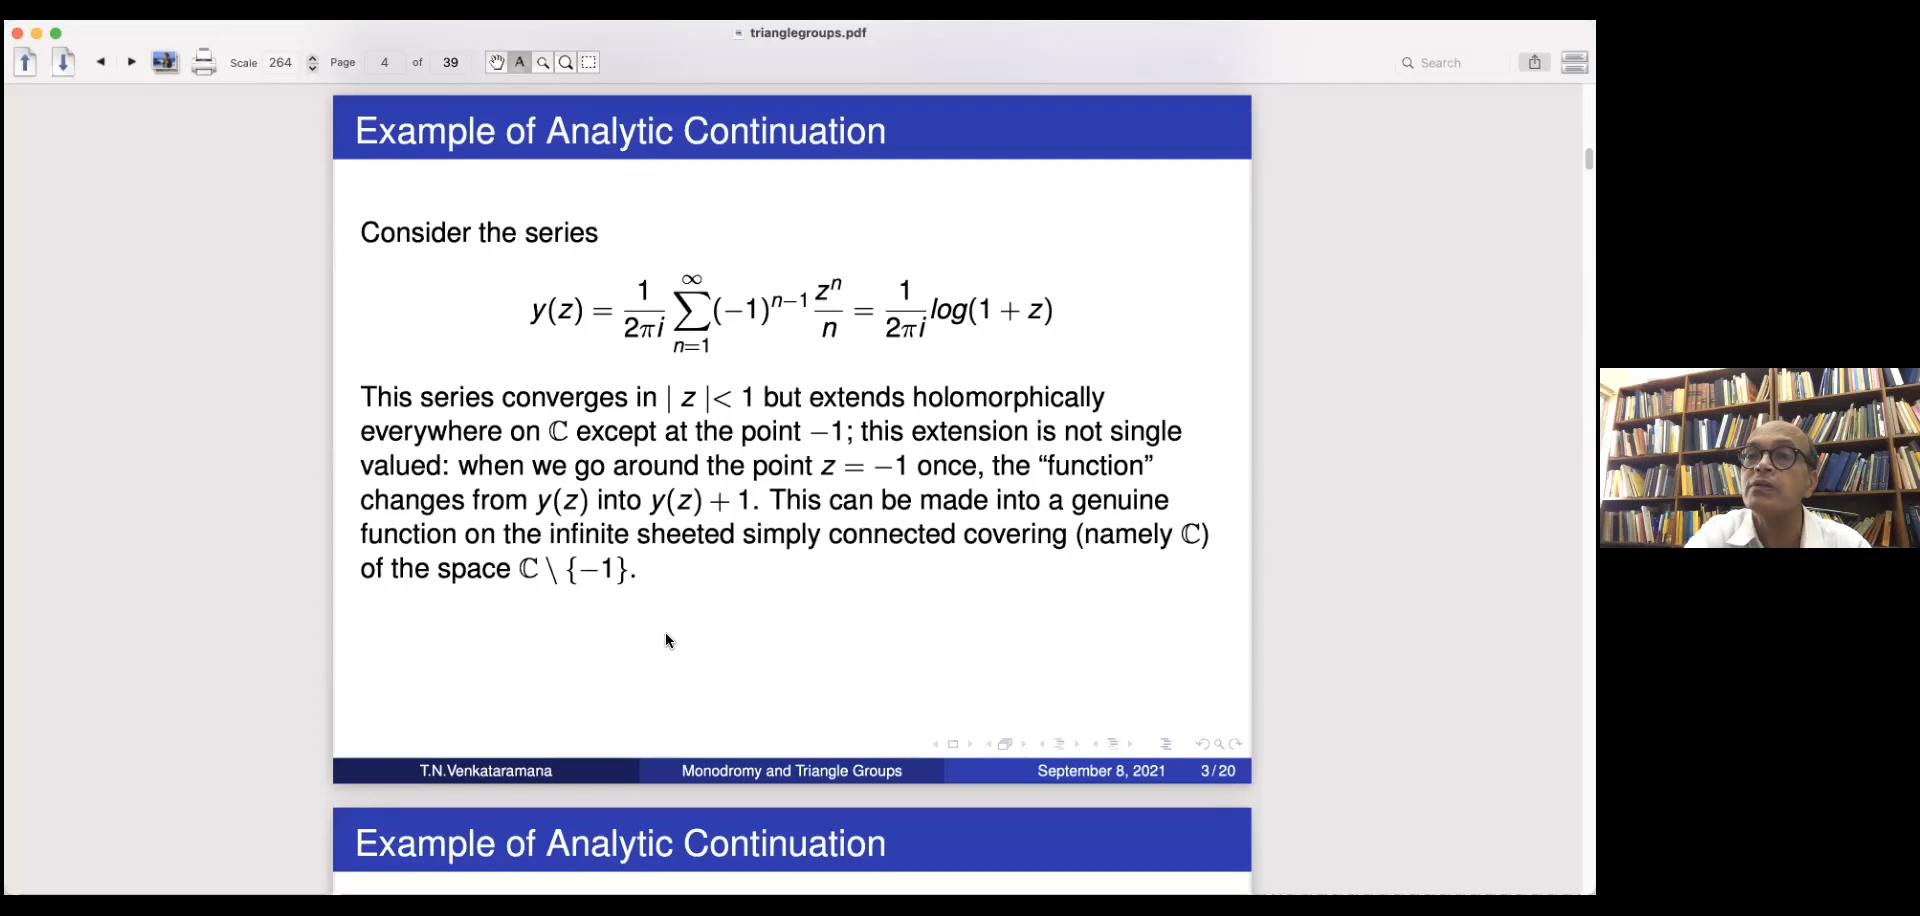 trianglegroups.pdf
Scale 264 Page 4 of 39 A Search
Example of Analytic Continuation
Consider the series
y(z) = \frac{1}{2πi} \sum_{n=1}^{∞} (−1)^{n−1} \frac{z^n}{n} = \frac{1}{2πi} log(1 + z)
This series converges in | z |< 1 but extends holomorphically
everywhere on ℂ except at the point −1; this extension is not single
valued: when we go around the point z = −1 once, the “function”
changes from y(z) into y(z) + 1. This can be made into a genuine
function on the infinite sheeted simply connected covering (namely ℂ)
of the space ℂ \ {−1}.
T.N.Venkataramana Monodromy and Triangle Groups September 8, 2021 3 / 20
Example of Analytic Continuation